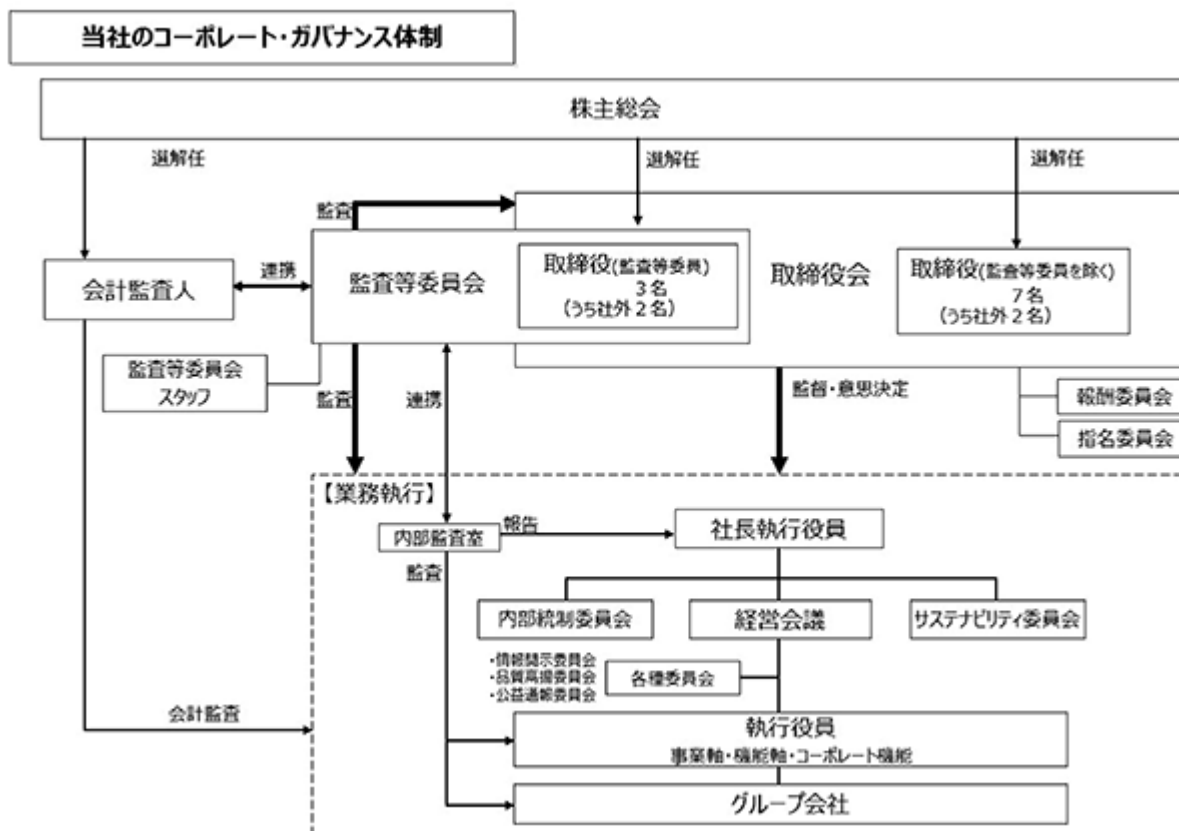 当社のコーポレート・ガバナンス体制
株主総会
選解任
選解任
選解任
監査
会計監査人
連携
監査等委員会
取締役(監査等委員)
3名
(うち社外2名)
取締役会
取締役(監査等委員を除く)
7名
(うち社外2名)
監査等委員会
スタッフ
監査
連携
監督・意思決定
報酬委員会
指名委員会
【業務執行】
内部監査室
報告
社長執行役員
監査
内部統制委員会
経営会議
サステナビリティ委員会
・情報開示委員会
・品質高揚委員会
・公益通報委員会
各種委員会
会計監査
執行役員
事業軸・機能軸・コーポレート機能
グループ会社